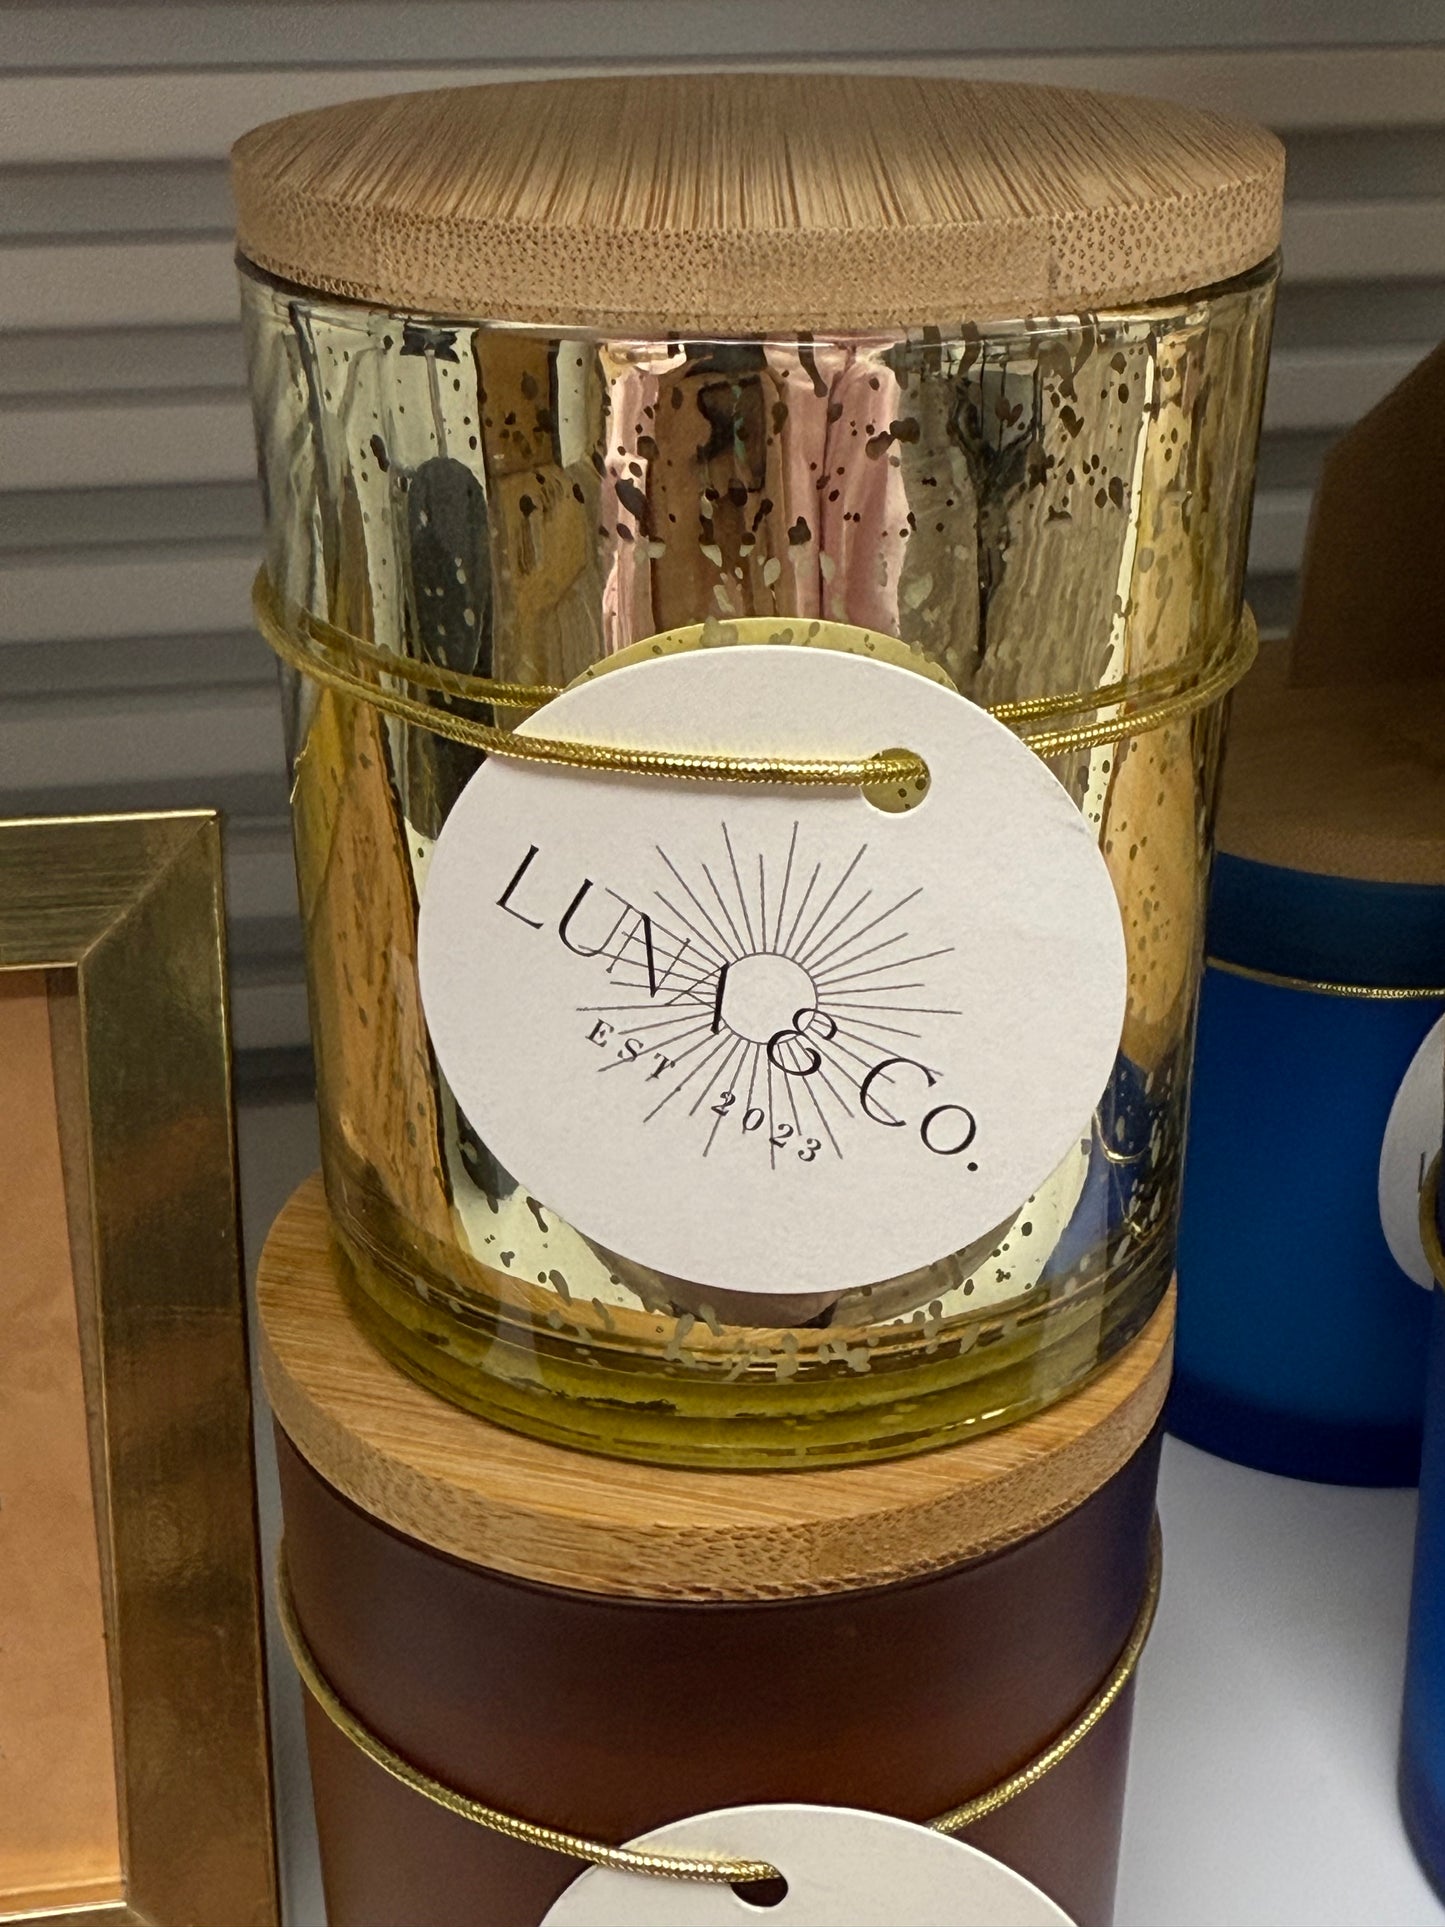 LUNA & CO.
EST. 2023